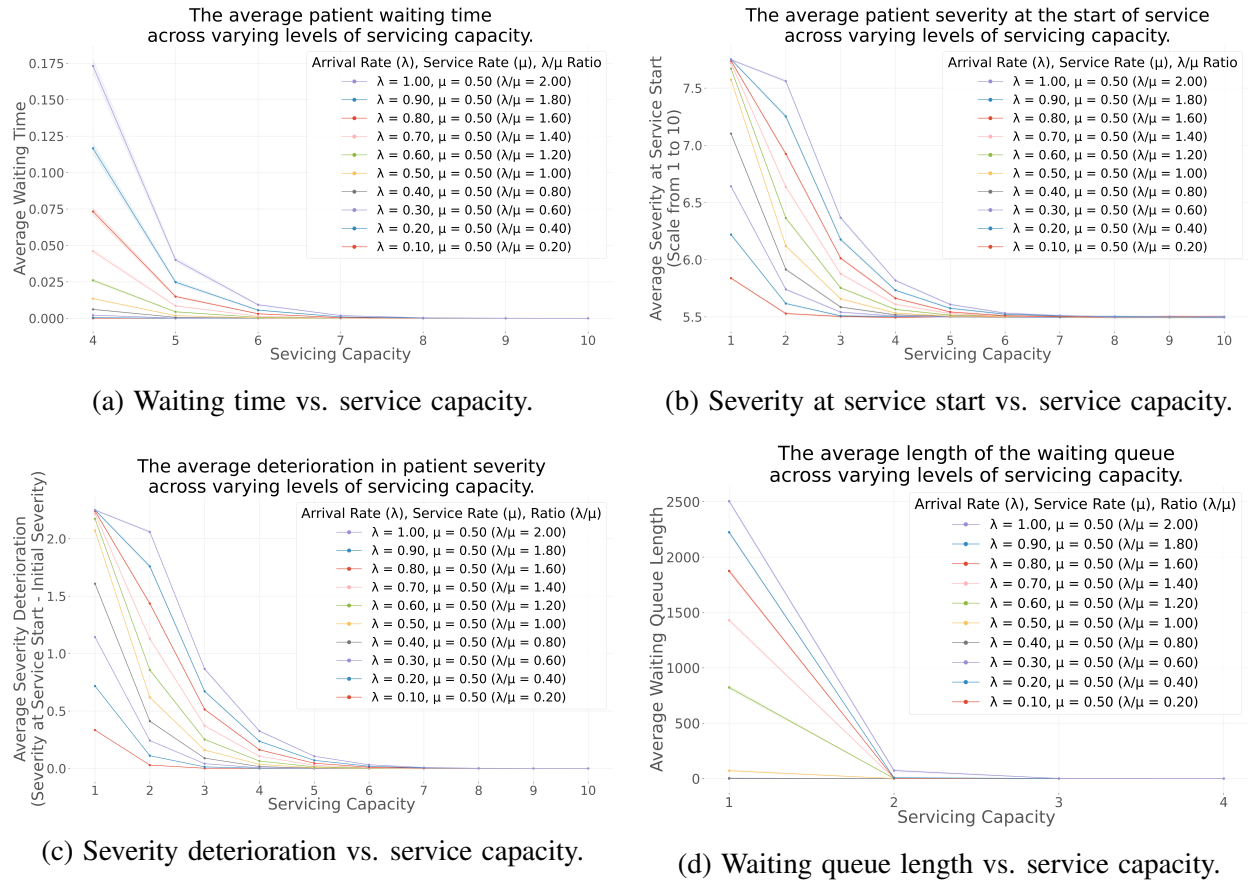 The average patient waiting time
across varying levels of servicing capacity.
Average Waiting Time
0.175
0.150
0.125
0.100
0.075
0.050
0.025
0.000
Arrival Rate (λ), Service Rate (μ), λ/μ Ratio
λ = 1.00, μ = 0.50 (λ/μ = 2.00)
λ = 0.90, μ = 0.50 (λ/μ = 1.80)
λ = 0.80, μ = 0.50 (λ/μ = 1.60)
λ = 0.70, μ = 0.50 (λ/μ = 1.40)
λ = 0.60, μ = 0.50 (λ/μ = 1.20)
λ = 0.50, μ = 0.50 (λ/μ = 1.00)
λ = 0.40, μ = 0.50 (λ/μ = 0.80)
λ = 0.30, μ = 0.50 (λ/μ = 0.60)
λ = 0.20, μ = 0.50 (λ/μ = 0.40)
λ = 0.10, μ = 0.50 (λ/μ = 0.20)
4 5 6 7 8 9 10
Sevicing Capacity
(a) Waiting time vs. service capacity.
The average patient severity at the start of service
across varying levels of servicing capacity.
Average Severity at Service Start
(Scale from 1 to 10)
7.5
7.0
6.5
6.0
5.5
Arrival Rate (λ), Service Rate (μ), λ/μ Ratio
λ = 1.00, μ = 0.50 (λ/μ = 2.00)
λ = 0.90, μ = 0.50 (λ/μ = 1.80)
λ = 0.80, μ = 0.50 (λ/μ = 1.60)
λ = 0.70, μ = 0.50 (λ/μ = 1.40)
λ = 0.60, μ = 0.50 (λ/μ = 1.20)
λ = 0.50, μ = 0.50 (λ/μ = 1.00)
λ = 0.40, μ = 0.50 (λ/μ = 0.80)
λ = 0.30, μ = 0.50 (λ/μ = 0.60)
λ = 0.20, μ = 0.50 (λ/μ = 0.40)
λ = 0.10, μ = 0.50 (λ/μ = 0.20)
1 2 3 4 5 6 7 8 9 10
Servicing Capacity
(b) Severity at service start vs. service capacity.
The average deterioration in patient severity
across varying levels of servicing capacity.
Average Severity Deterioration
(Severity at Service Start - Initial Severity)
2.0
1.5
1.0
0.5
0.0
Arrival Rate (λ), Service Rate (μ), Ratio (λ/μ)
λ = 1.00, μ = 0.50 (λ/μ = 2.00)
λ = 0.90, μ = 0.50 (λ/μ = 1.80)
λ = 0.80, μ = 0.50 (λ/μ = 1.60)
λ = 0.70, μ = 0.50 (λ/μ = 1.40)
λ = 0.60, μ = 0.50 (λ/μ = 1.20)
λ = 0.50, μ = 0.50 (λ/μ = 1.00)
λ = 0.40, μ = 0.50 (λ/μ = 0.80)
λ = 0.30, μ = 0.50 (λ/μ = 0.60)
λ = 0.20, μ = 0.50 (λ/μ = 0.40)
λ = 0.10, μ = 0.50 (λ/μ = 0.20)
1 2 3 4 5 6 7 8 9 10
Servicing Capacity
(c) Severity deterioration vs. service capacity.
The average length of the waiting queue
across varying levels of servicing capacity.
Average Waiting Queue Length
2500
2000
1500
1000
500
0
Arrival Rate (λ), Service Rate (μ), Ratio (λ/μ)
λ = 1.00, μ = 0.50 (λ/μ = 2.00)
λ = 0.90, μ = 0.50 (λ/μ = 1.80)
λ = 0.80, μ = 0.50 (λ/μ = 1.60)
λ = 0.70, μ = 0.50 (λ/μ = 1.40)
λ = 0.60, μ = 0.50 (λ/μ = 1.20)
λ = 0.50, μ = 0.50 (λ/μ = 1.00)
λ = 0.40, μ = 0.50 (λ/μ = 0.80)
λ = 0.30, μ = 0.50 (λ/μ = 0.60)
λ = 0.20, μ = 0.50 (λ/μ = 0.40)
λ = 0.10, μ = 0.50 (λ/μ = 0.20)
1 2 3 4
Servicing Capacity
(d) Waiting queue length vs. service capacity.